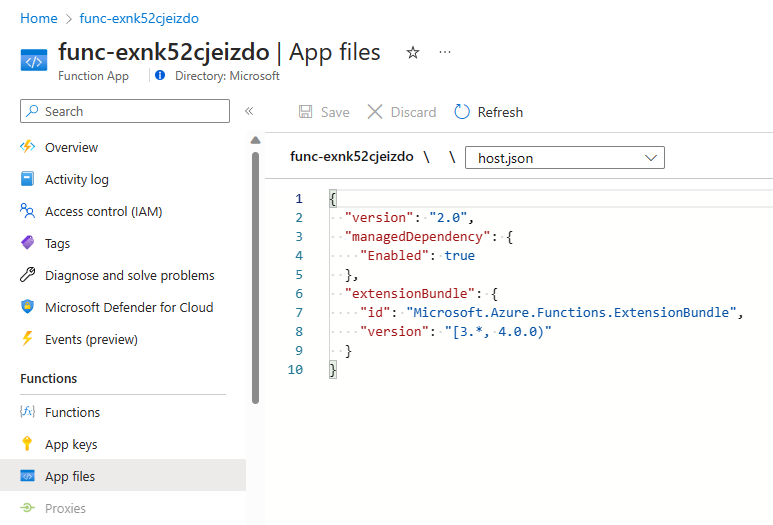 Home > func-exnk52cjeizdo
func-exnk52cjeizdo | App files
Function App
Directory: Microsoft
Search
Overview
Activity log
Access control (IAM)
Tags
Diagnose and solve problems
Microsoft Defender for Cloud
Events (preview)
Functions
Functions
App keys
App files
Proxies
Save Discard Refresh
func-exnk52cjeizdo \ \ host.json
1 {
2 "version": "2.0",
3 "managedDependency": {
4 "Enabled": true
5 },
6 "extensionBundle": {
7 "id": "Microsoft.Azure.Functions.ExtensionBundle",
8 "version": "[3.*, 4.0.0)"
9 }
10 }